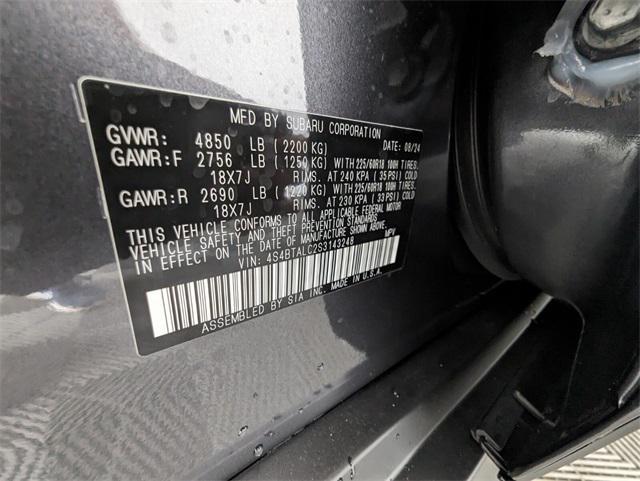 MFD BY SUBARU CORPORATION
GVWR: 4850 LB (2200 KG) DATE: 08/24
GAWR:F 2756 LB (1250 KG) WITH 225/60R18 100H TIRES.
18X7J RIMS. AT 240 KPA (35 PSI) COLD
GAWR:R 2690 LB (1220 KG) WITH 225/60R18 100H TIRES.
18X7J RIMS. AT 230 KPA (33 PSI) COLD
THIS VEHICLE CONFORMS TO ALL APPLICABLE FEDERAL MOTOR
VEHICLE SAFETY AND THEFT PREVENTION STANDARDS
IN EFFECT ON THE DATE OF MANUFACTURE SHOWN ABOVE.
VIN: 4S4BTALC2S3143248 MPV
ASSEMBLED BY SIA INC. MADE IN U.S.A.